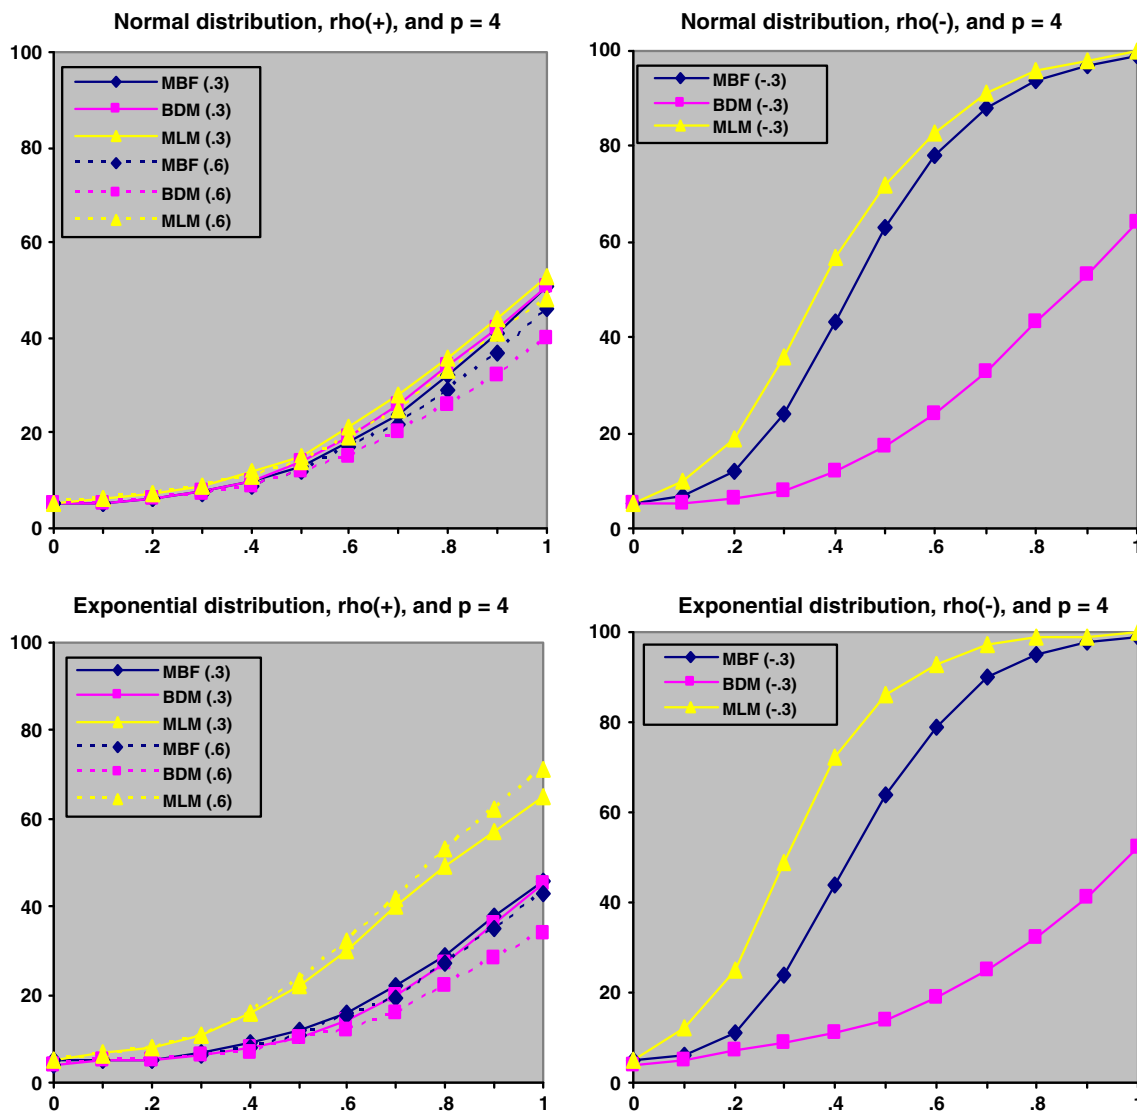 Normal distribution, rho(+), and p = 4
100
80
60
40
20
0
MBF (.3)
BDM (.3)
MLM (.3)
MBF (.6)
BDM (.6)
MLM (.6)
0 .2 .4 .6 .8 1
Normal distribution, rho(-), and p = 4
100
80
60
40
20
0
MBF (-.3)
BDM (-.3)
MLM (-.3)
0 .2 .4 .6 .8 1
Exponential distribution, rho(+), and p = 4
100
80
60
40
20
0
MBF (.3)
BDM (.3)
MLM (.3)
MBF (.6)
BDM (.6)
MLM (.6)
0 .2 .4 .6 .8 1
Exponential distribution, rho(-), and p = 4
100
80
60
40
20
0
MBF (-.3)
BDM (-.3)
MLM (-.3)
0 .2 .4 .6 .8 1